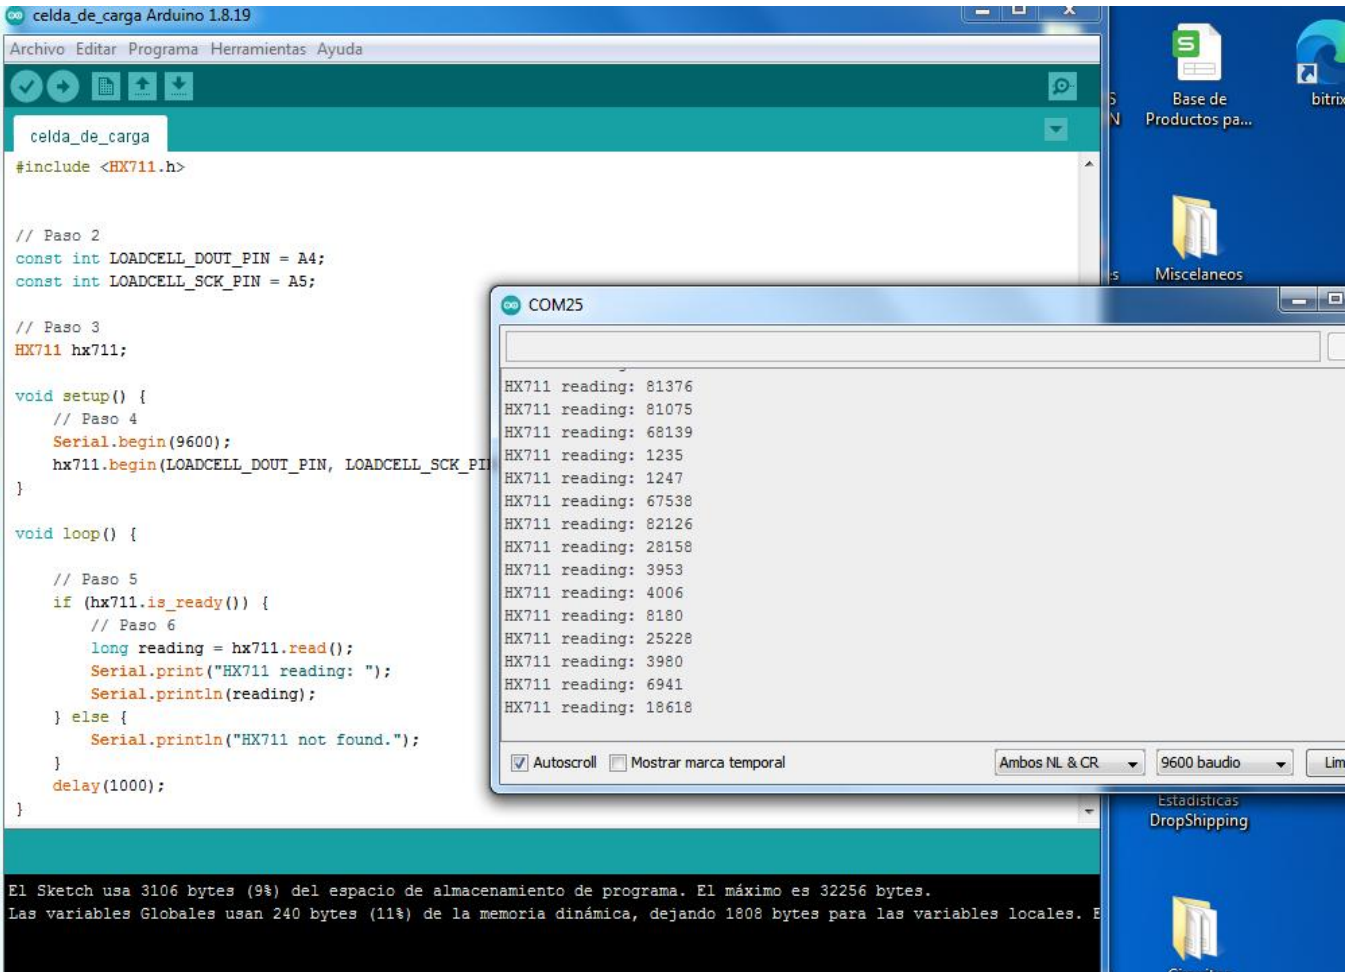 celda_de_carga Arduino 1.8.19
Archivo Editar Programa Herramientas Ayuda
celda_de_carga
#include <HX711.h>
// Paso 2
const int LOADCELL_DOUT_PIN = A4;
const int LOADCELL_SCK_PIN = A5;
// Paso 3
HX711 hx711;
void setup() {
// Paso 4
Serial.begin(9600);
hx711.begin(LOADCELL_DOUT_PIN, LOADCELL_SCK_PI
}
void loop() {
// Paso 5
if (hx711.is_ready()) {
// Paso 6
long reading = hx711.read();
Serial.print("HX711 reading: ");
Serial.println(reading);
} else {
Serial.println("HX711 not found.");
}
delay(1000);
}
COM25
HX711 reading: 81376
HX711 reading: 81075
HX711 reading: 68139
HX711 reading: 1235
HX711 reading: 1247
HX711 reading: 67538
HX711 reading: 82126
HX711 reading: 28158
HX711 reading: 3953
HX711 reading: 4006
HX711 reading: 8180
HX711 reading: 25228
HX711 reading: 3980
HX711 reading: 6941
HX711 reading: 18618
Autoscroll Mostrar marca temporal Ambos NL & CR 9600 baudio Lim
El Sketch usa 3106 bytes (9%) del espacio de almacenamiento de programa. El máximo es 32256 bytes.
Las variables Globales usan 240 bytes (11%) de la memoria dinámica, dejando 1808 bytes para las variables locales. E
S
Base de
Productos pa...
bitrix
Miscelaneos
Estadisticas
DropShipping